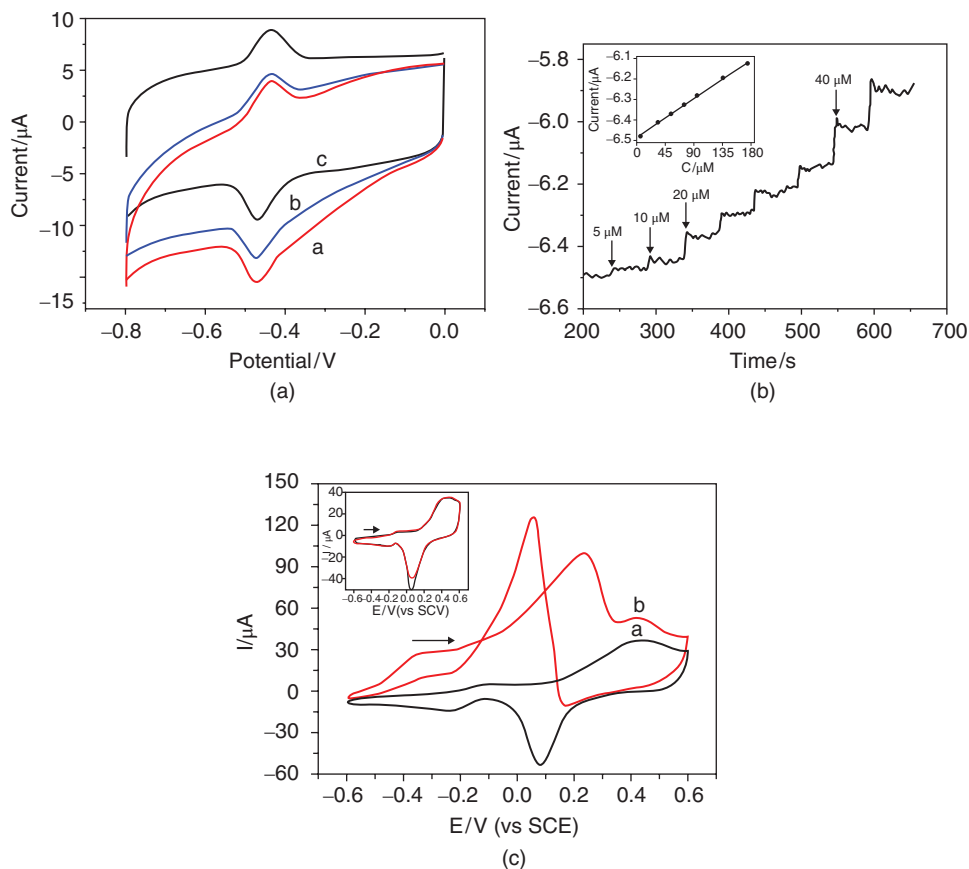 10
5
0
−5
−10
−15
Current/µA
c
b
a
−0.8
−0.6
−0.4
−0.2
0.0
Potential/V
(a)
−5.8
−6.0
−6.2
−6.4
−6.6
Current/µA
−6.1
−6.2
−6.3
−6.4
−6.5
Current/µA
0
45
90
135
180
C/µM
5 µM
10 µM
20 µM
40 µM
200
300
400
500
600
700
Time/s
(b)
150
120
90
60
30
0
−30
−60
I/µA
40
20
0
−20
−40
I / µA
−0.6
−0.4
−0.2
0.0
0.2
0.4
0.6
E/V(vs SCV)
b
a
−0.6
−0.4
−0.2
0.0
0.2
0.4
0.6
E/V (vs SCE)
(c)